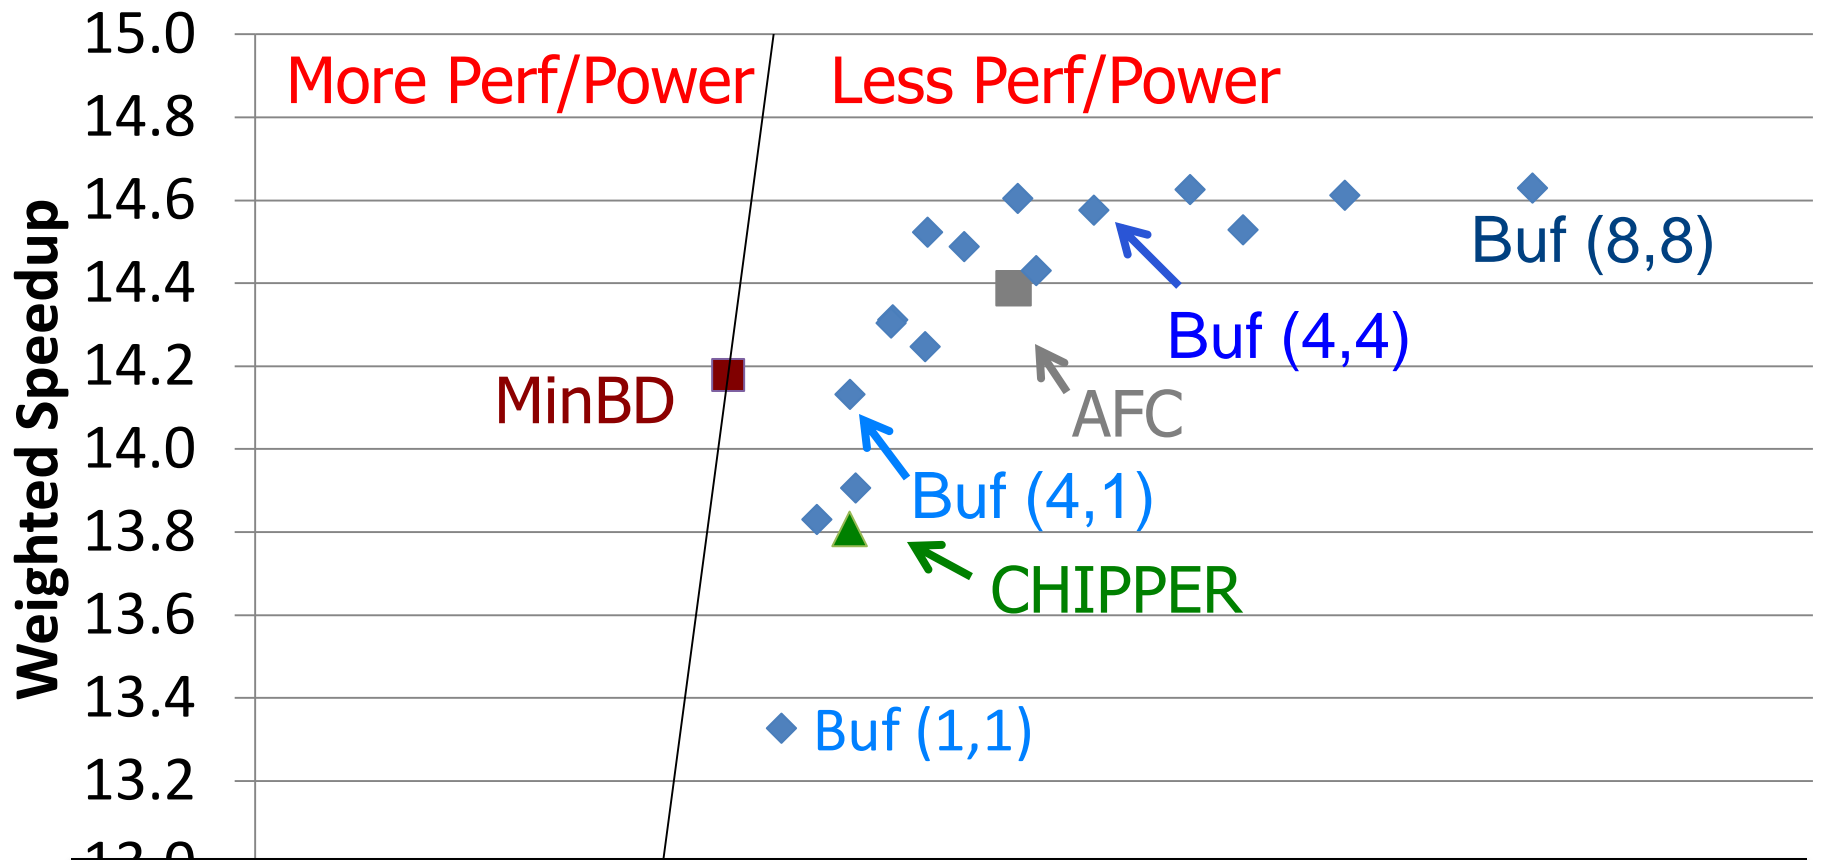 15.0
More Perf/Power Less Perf/Power
14.8
14.6
Buf (8,8)
14.4
Buf (4,4)
14.2
MinBD
AFC
14.0
Buf (4,1)
13.8
CHIPPER
13.6
13.4
Buf (1,1)
13.2
Weighted Speedup